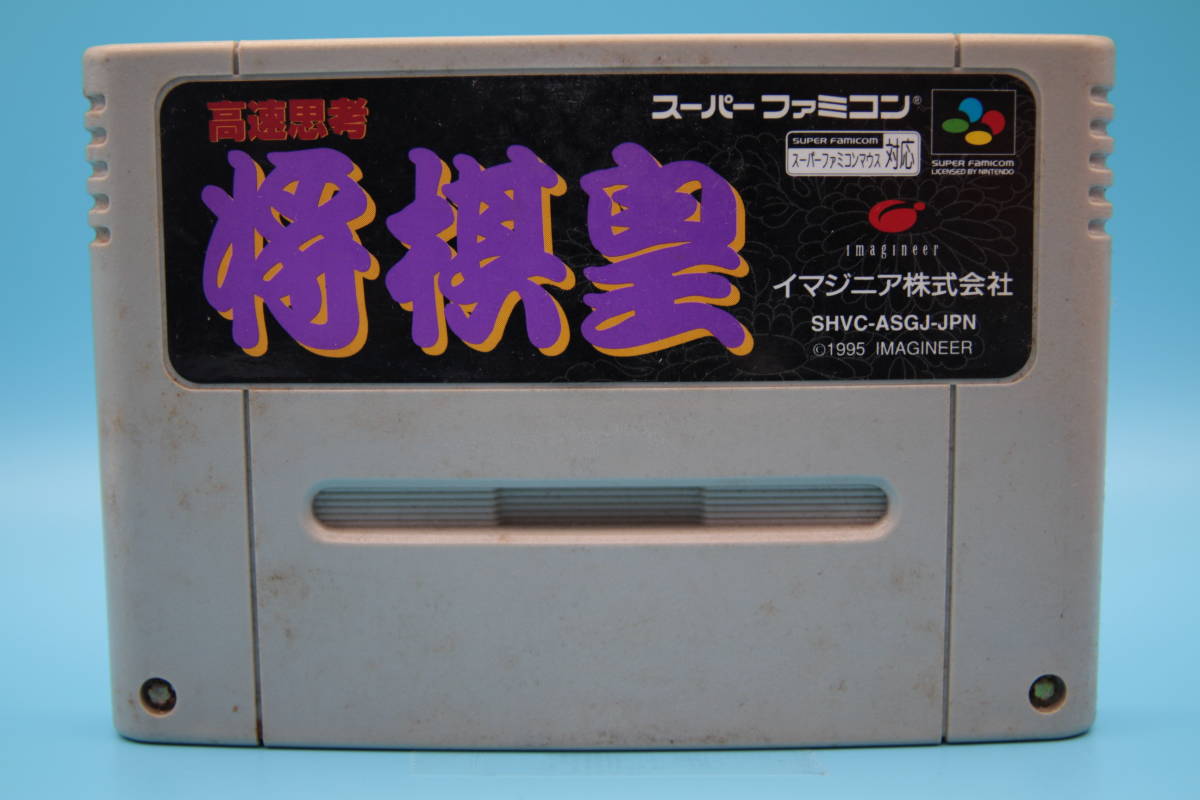 高速思考
将棋皇
スーパーファミコン®
SUPER FAMICOM
スーパーファミコンマウス 対応
SUPER FAMICOM
LICENSED BY NINTENDO
imagineer
イマジニア株式会社
SHVC-ASGJ-JPN
©1995 IMAGINEER